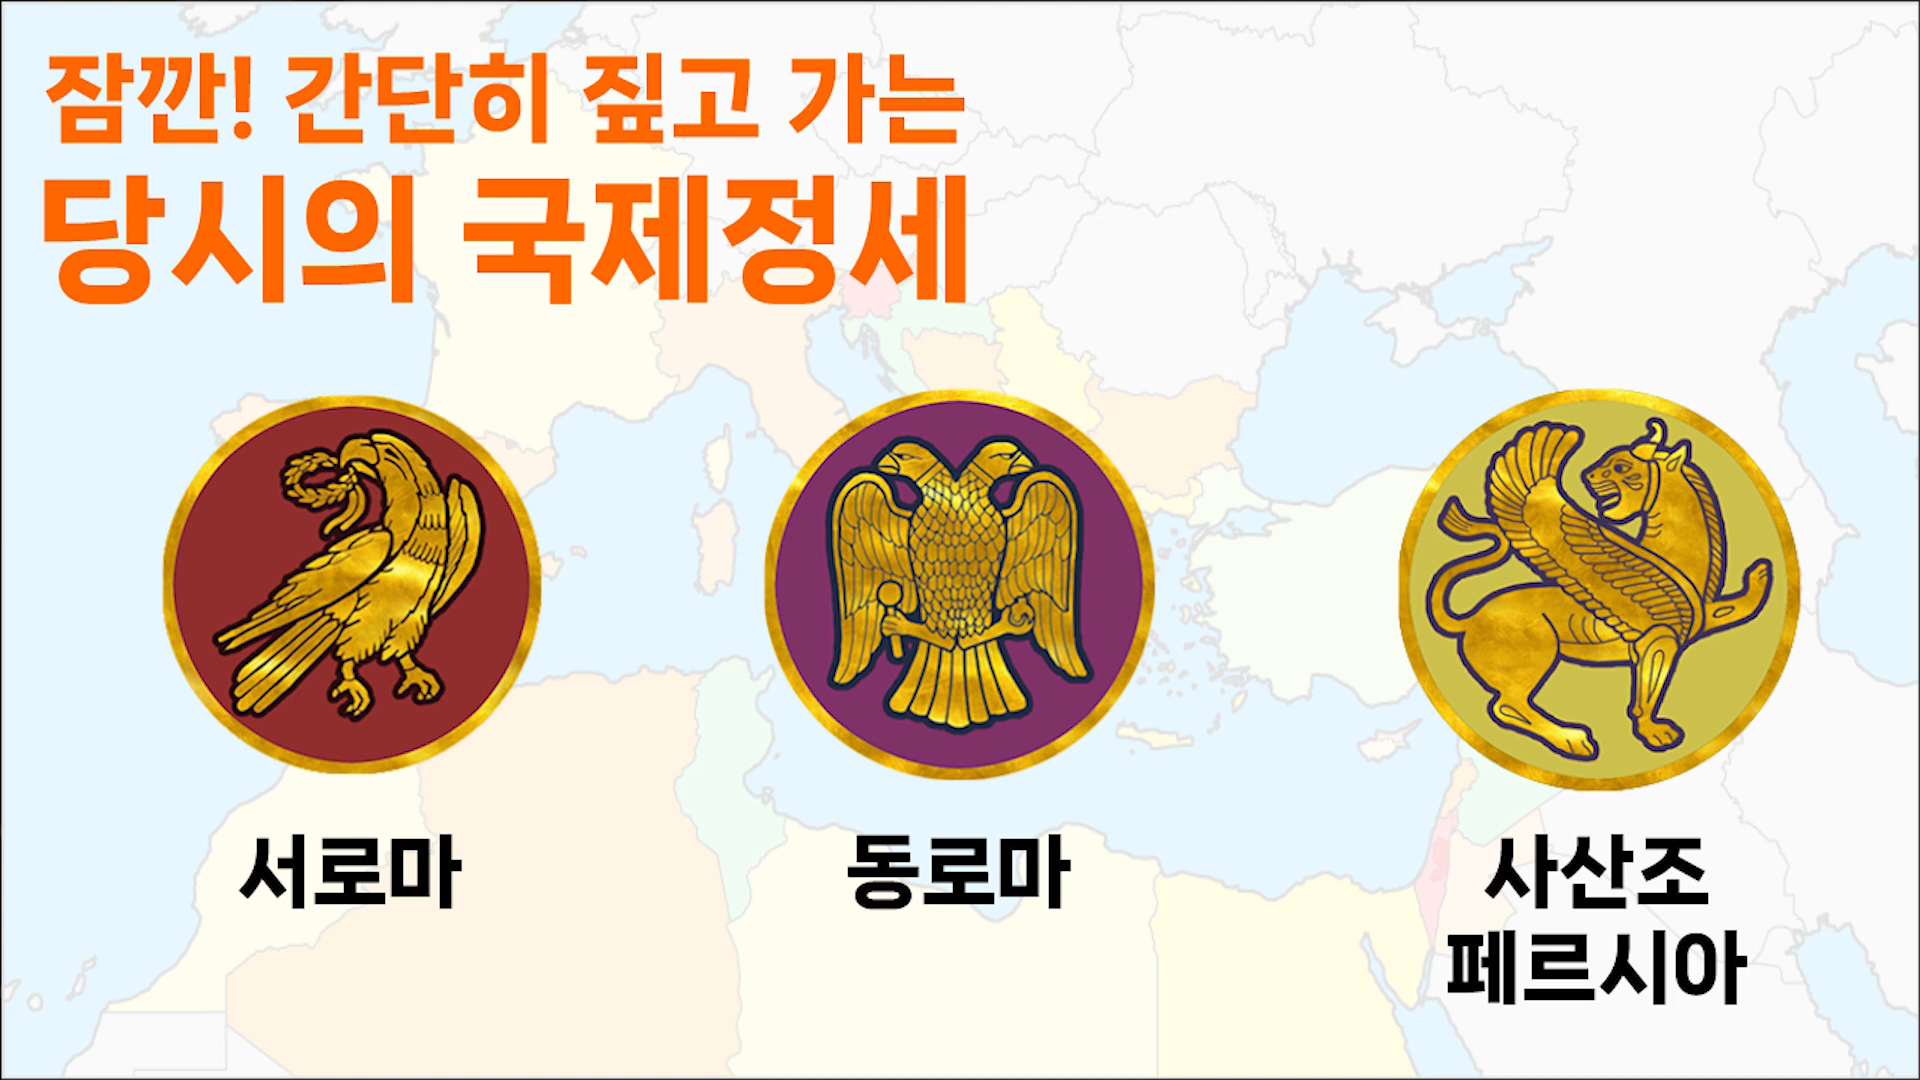 잠깐! 간단히 짚고 가는
당시의 국제정세
서로마
동로마
사산조
페르시아